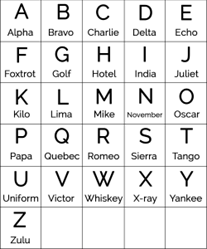 A B C D E
Alpha Bravo Charlie Delta Echo
F G H I J
Foxtrot Golf Hotel India Juliet
K L M N O
Kilo Lima Mike November Oscar
P Q R S T
Papa Quebec Romeo Sierra Tango
U V W X Y
Uniform Victor Whiskey X-ray Yankee
Z
Zulu